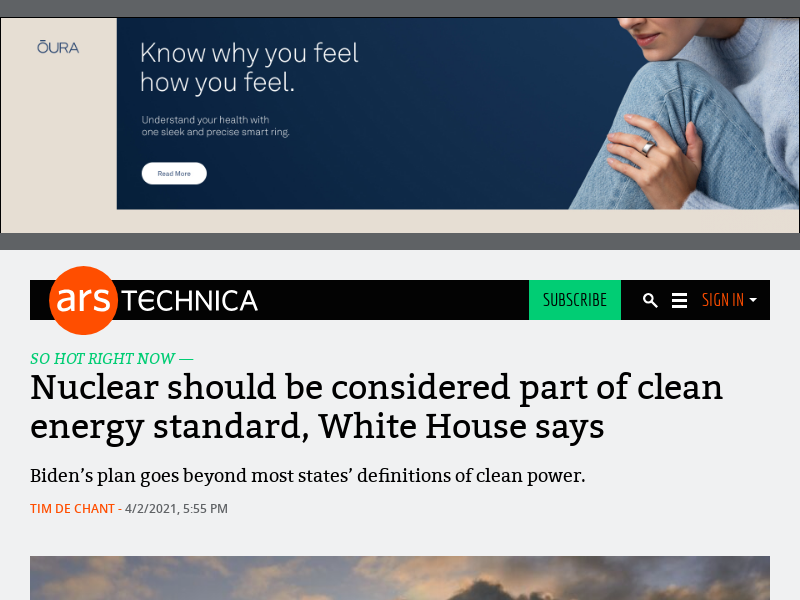 ŌURA
Know why you feel
how you feel.
Understand your health with
one sleek and precise smart ring.
Read More
ars TECHNICA
SUBSCRIBE
SIGN IN
SO HOT RIGHT NOW —
Nuclear should be considered part of clean
energy standard, White House says
Biden’s plan goes beyond most states’ definitions of clean power.
TIM DE CHANT - 4/2/2021, 5:55 PM